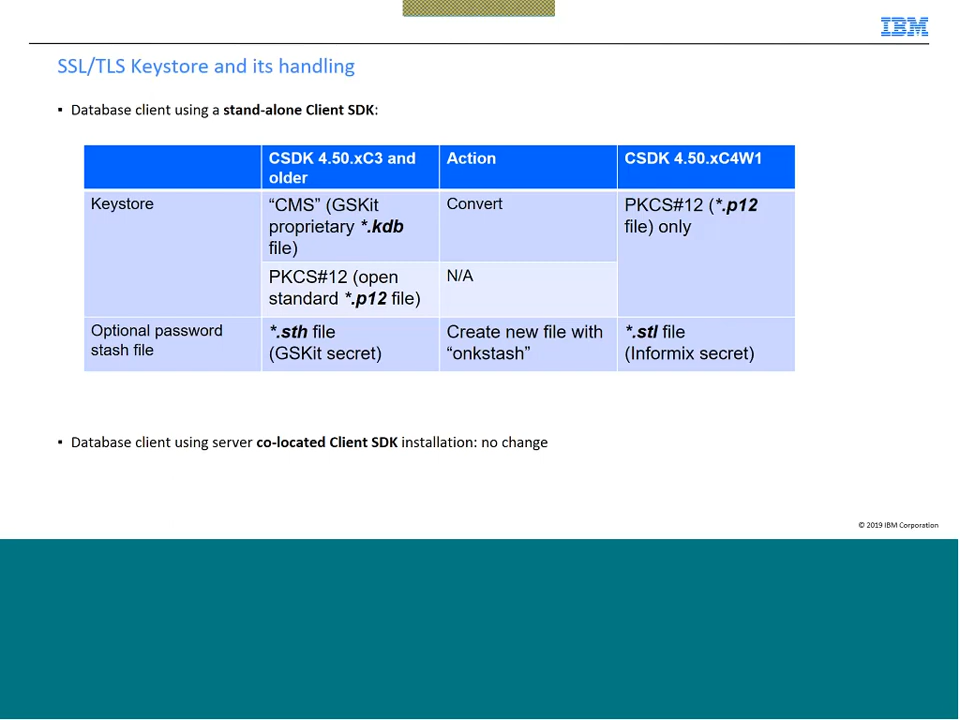 IBM
SSL/TLS Keystore and its handling
▪ Database client using a stand-alone Client SDK:
CSDK 4.50.xC3 and
older
Action
CSDK 4.50.xC4W1
Keystore
“CMS” (GSKit
proprietary *.kdb
file)
Convert
PKCS#12 (*.p12
file) only
PKCS#12 (open
standard *.p12 file)
N/A
Optional password
stash file
*.sth file
(GSKit secret)
Create new file with
“onkstash”
*.stl file
(Informix secret)
▪ Database client using server co-located Client SDK installation: no change
© 2019 IBM Corporation